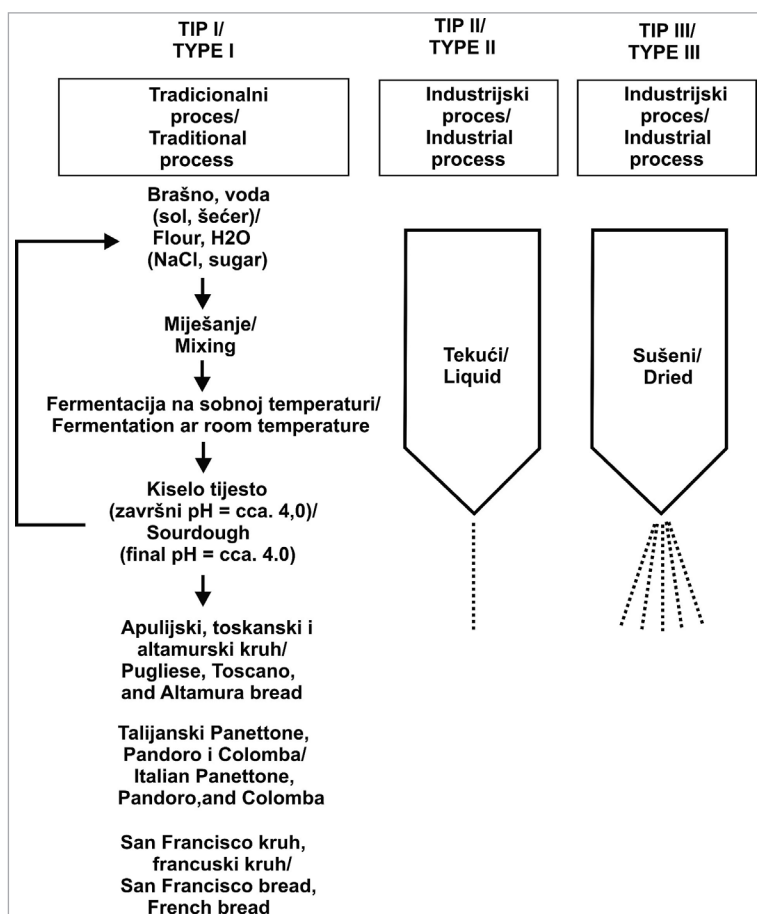 TIP I/
TYPE I
TIP II/
TYPE II
TIP III/
TYPE III
Tradicionalni
proces/
Traditional
process
Industrijski
proces/
Industrial
process
Industrijski
proces/
Industrial
process
Brašno, voda
(sol, šećer)/
Flour, H2O
(NaCl, sugar)
Miješanje/
Mixing
Fermentacija na sobnoj temperaturi/
Fermentation ar room temperature
Kiselo tijesto
(završni pH = cca. 4,0)/
Sourdough
(final pH = cca. 4.0)
Apulijski, toskanski i
altamurski kruh/
Pugliese, Toscano,
and Altamura bread
Talijanski Panettone,
Pandoro i Colomba/
Italian Panettone,
Pandoro,and Colomba
San Francisco kruh,
francuski kruh/
San Francisco bread,
French bread
Tekući/
Liquid
Sušeni/
Dried